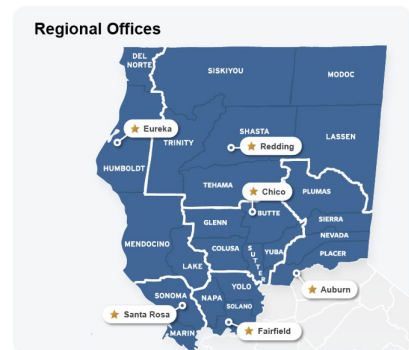 Regional Offices
DEL
NORTE
SISKIYOU
MODOC
Eureka
TRINITY
SHASTA
Redding
LASSEN
HUMBOLDT
TEHAMA
Chico
PLUMAS
GLENN
BUTTE
SIERRA
MENDOCINO
COLUSA
SUTTER
YUBA
NEVADA
PLACER
LAKE
SONOMA
NAPA
YOLO
Auburn
SOLANO
Santa Rosa
Fairfield
MARIN